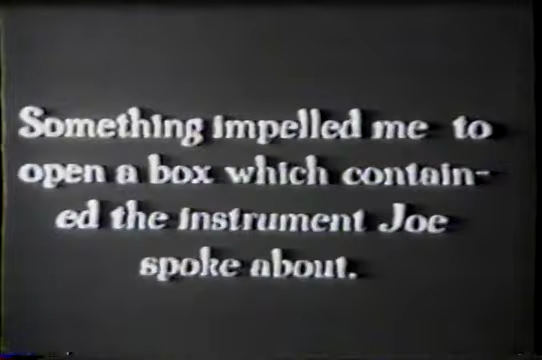 Something impelled me to
open a box which contain-
ed the instrument Joe
spoke about.